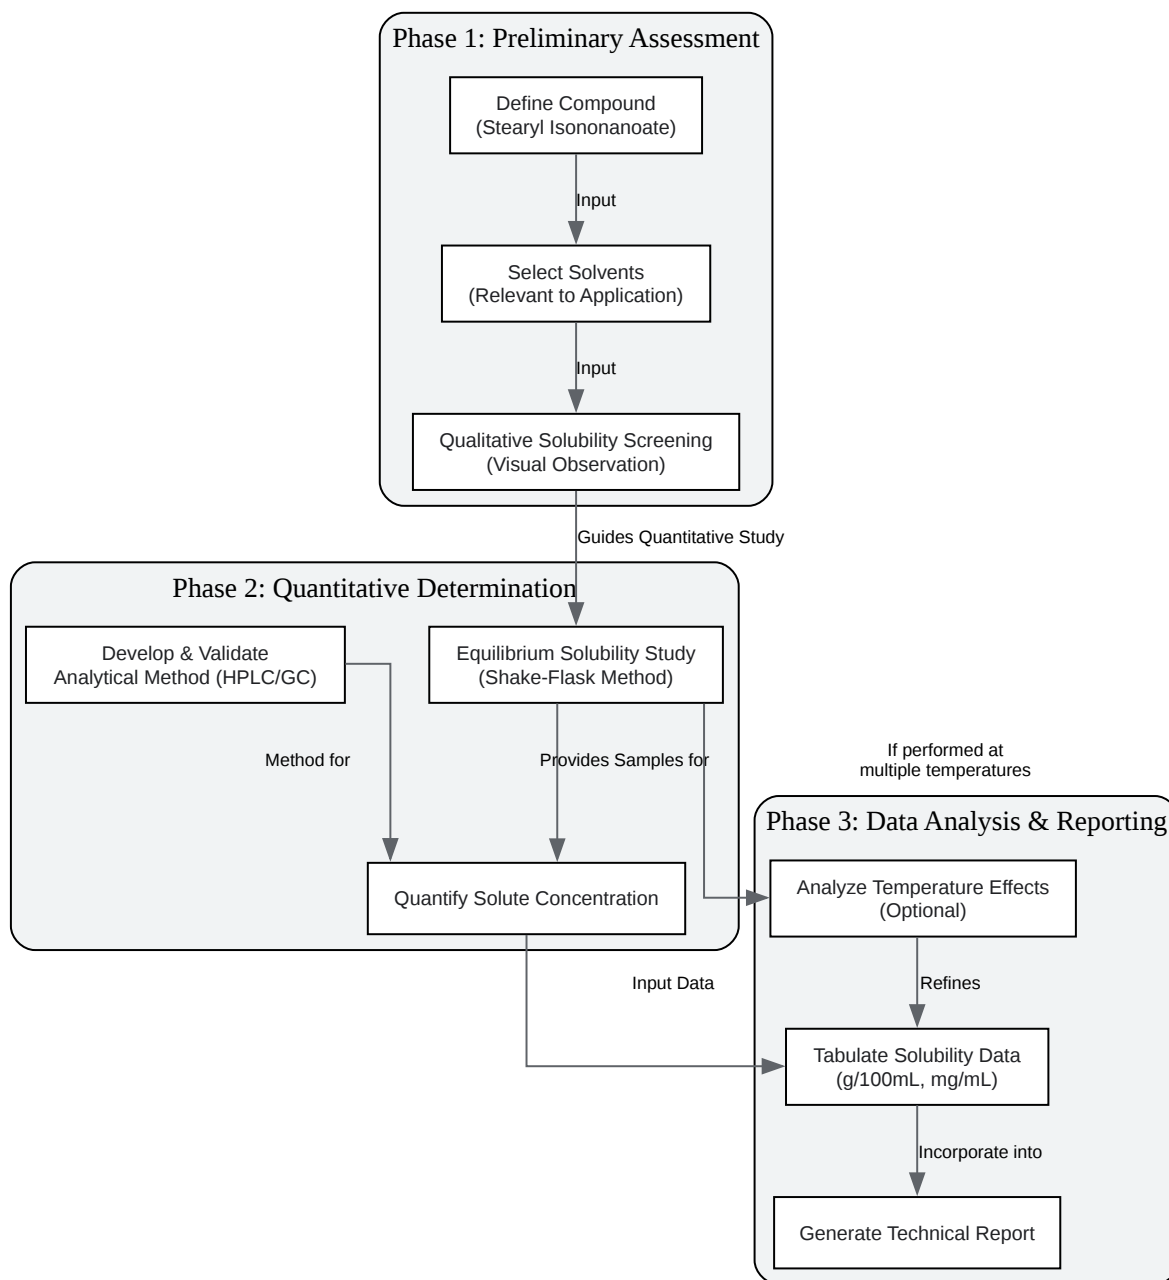 Phase 1: Preliminary Assessment
Define Compound
(Stearyl Isononanoate)
Input
Select Solvents
(Relevant to Application)
Input
Qualitative Solubility Screening
(Visual Observation)
Guides Quantitative Study
Phase 2: Quantitative Determination
Develop & Validate
Analytical Method (HPLC/GC)
Equilibrium Solubility Study
(Shake-Flask Method)
Method for
Provides Samples for
If performed at
multiple temperatures
Quantify Solute Concentration
Phase 3: Data Analysis & Reporting
Analyze Temperature Effects
(Optional)
Input Data
Refines
Tabulate Solubility Data
(g/100mL, mg/mL)
Incorporate into
Generate Technical Report